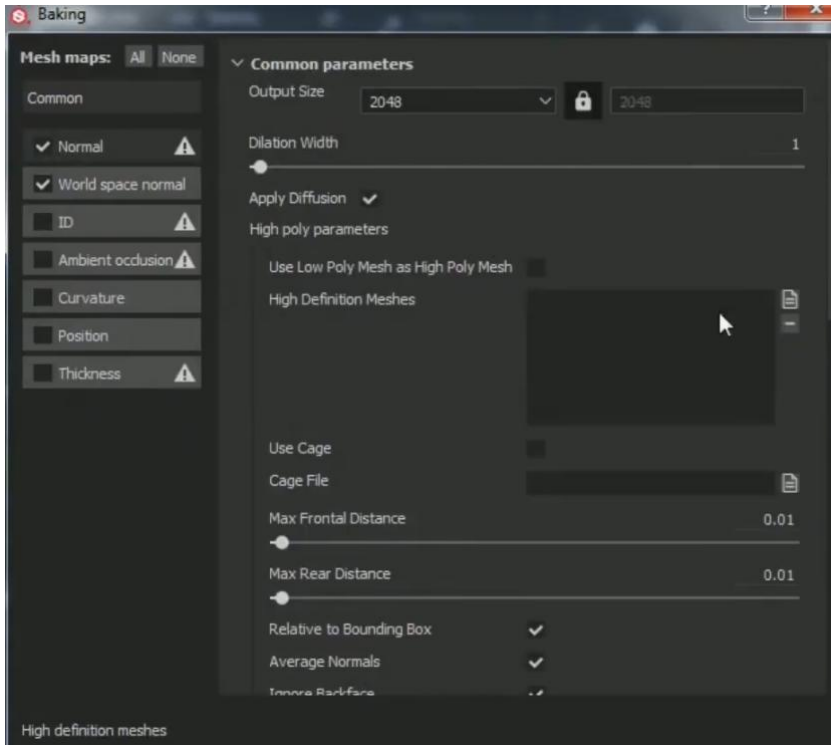 Baking
Mesh maps: All None
Common
Normal
World space normal
ID
Ambient occlusion
Curvature
Position
Thickness
Common parameters
Output Size 2048 2048
Dilation Width 1
Apply Diffusion
High poly parameters
Use Low Poly Mesh as High Poly Mesh
High Definition Meshes
Use Cage
Cage File
Max Frontal Distance 0.01
Max Rear Distance 0.01
Relative to Bounding Box
Average Normals
Ignore Backface
High definition meshes